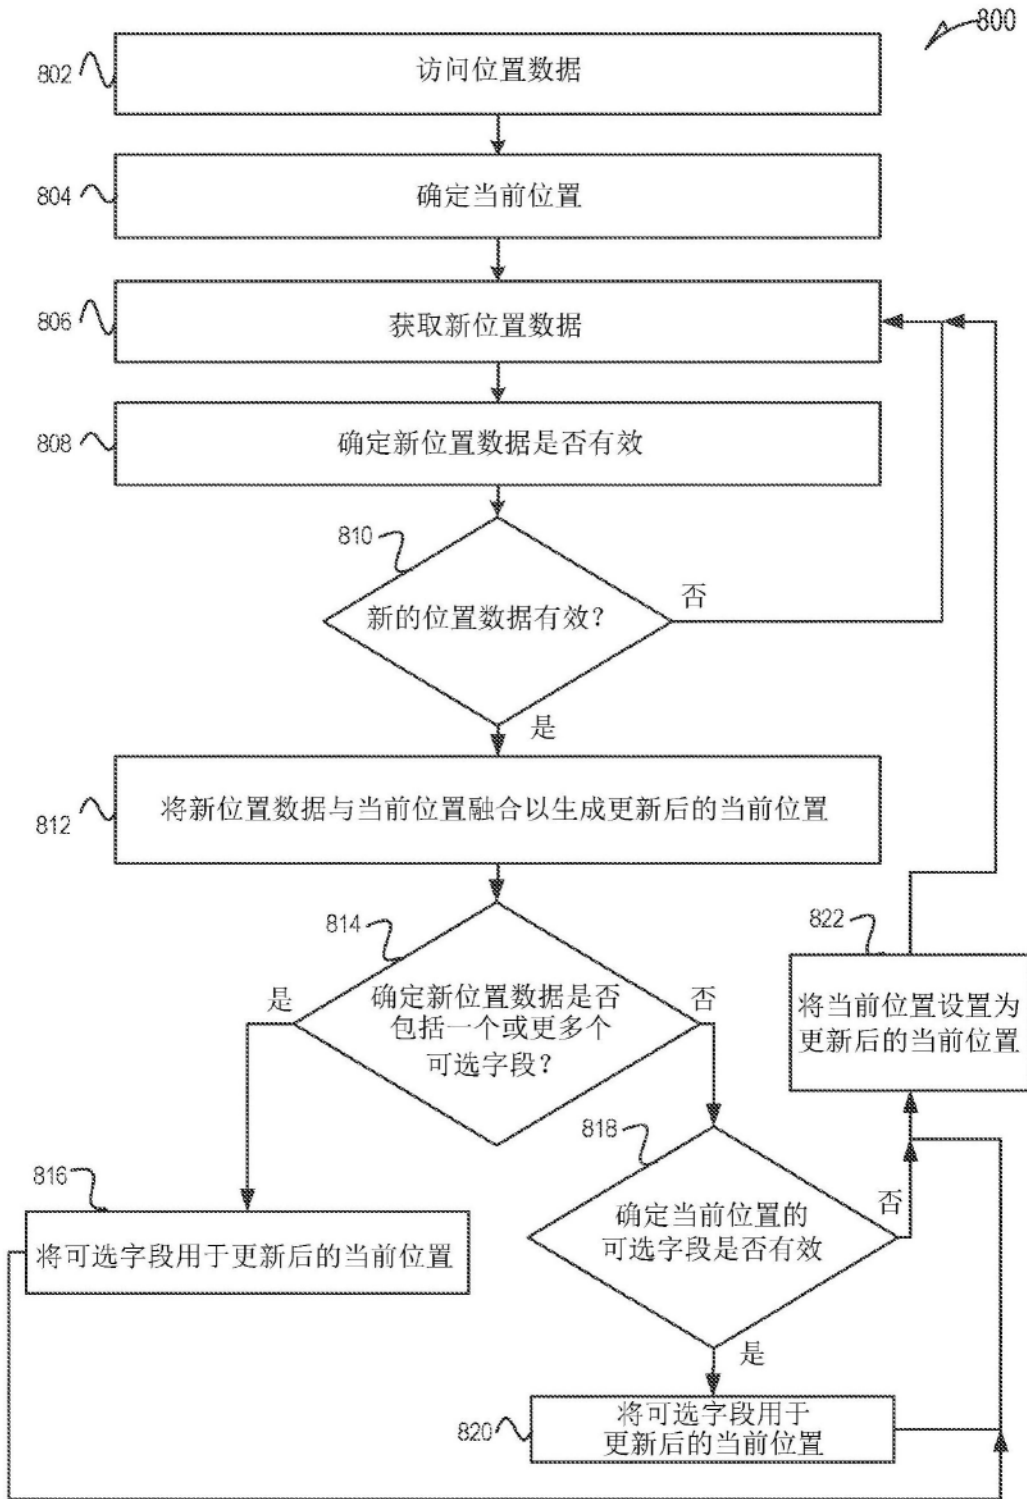 800
802
访问位置数据
804
确定当前位置
806
获取新位置数据
808
确定新位置数据是否有效
810
新的位置数据有效?
否
是
812
将新位置数据与当前位置融合以生成更新后的当前位置
814
确定新位置数据是否
包括一个或更多个
可选字段?
是
否
822
将当前位置设置为
更新后的当前位置
816
将可选字段用于更新后的当前位置
818
确定当前位置的
可选字段是否有效
否
是
820
将可选字段用于
更新后的当前位置